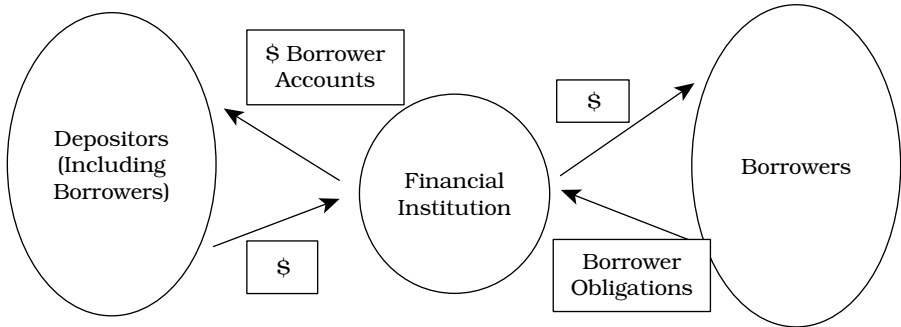 $ Borrower
Accounts
$
Depositors
(Including
Borrowers)
Financial
Institution
Borrowers
$
Borrower
Obligations